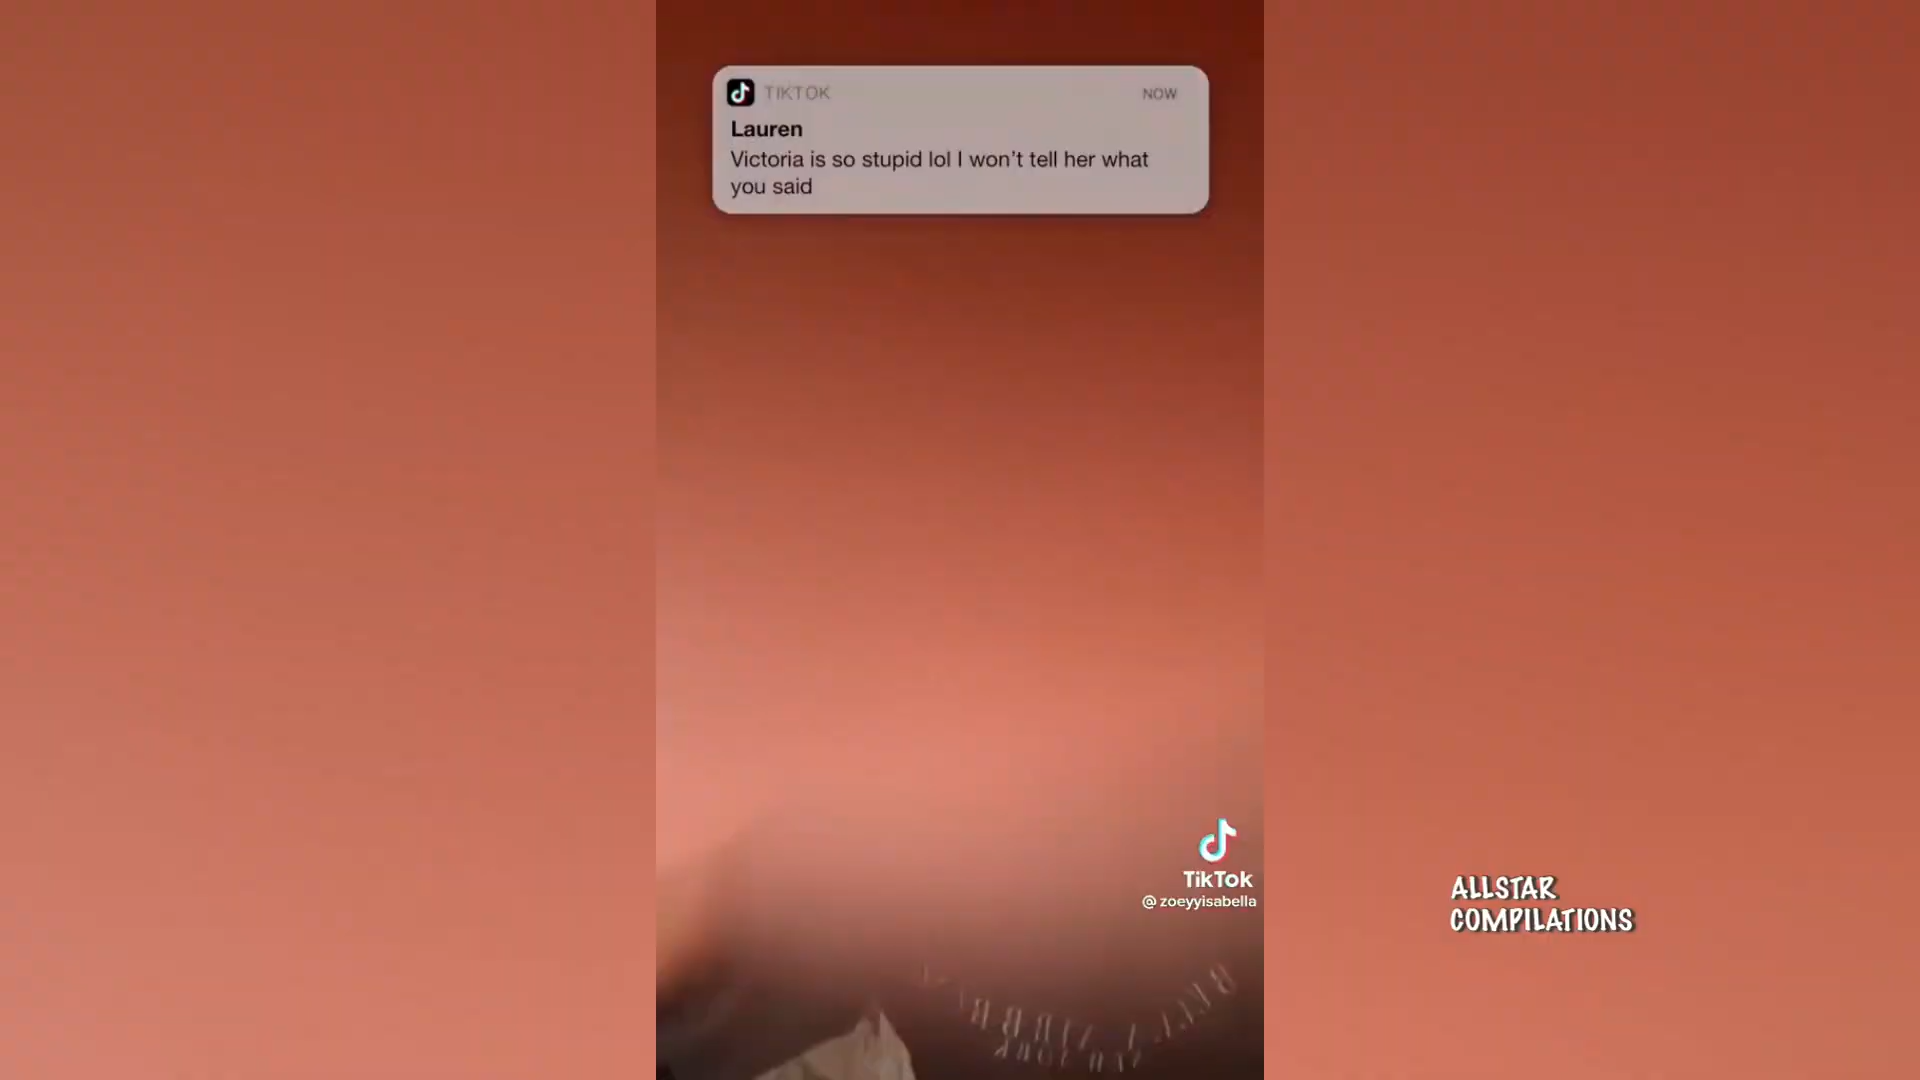 TIKTOK
NOW
Lauren
Victoria is so stupid lol I won't tell her what
you said
TikTok
@zoeyyisabella
ALLSTAR
COMPILATIONS